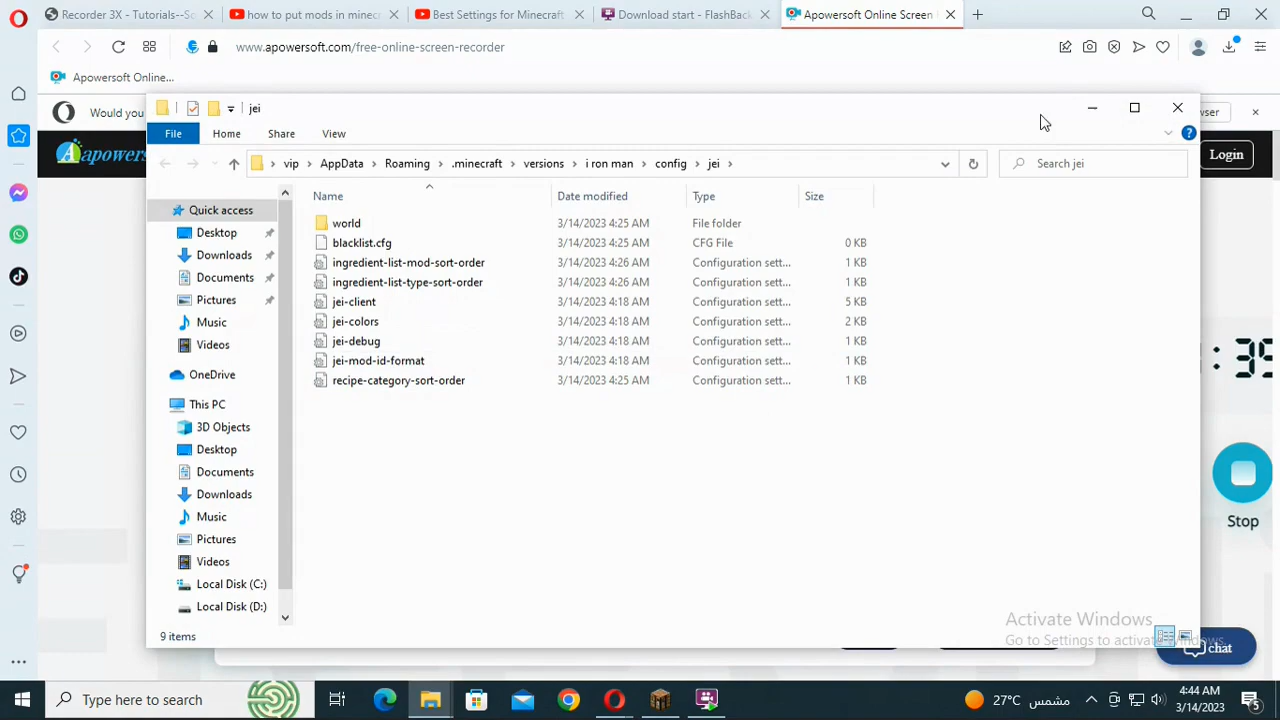 Recorder 3X - Tutorials--So
how to put mods in minecr
Best Settings for Minecraft
Download start - FlashBack
Apowersoft Online Screen
www.apowersoft.com/free-online-screen-recorder
Apowersoft Online...
Would you
jei
wser
File Home Share View
apowers
Login
vip AppData Roaming .minecraft versions i ron man config jei
Search jei
Name Date modified Type Size
Quick access
Desktop
Downloads
Documents
Pictures
Music
Videos
OneDrive
This PC
3D Objects
Desktop
Documents
Downloads
Music
Pictures
Videos
Local Disk (C:)
Local Disk (D:)
world 3/14/2023 4:25 AM File folder
blacklist.cfg 3/14/2023 4:25 AM CFG File 0 KB
ingredient-list-mod-sort-order 3/14/2023 4:26 AM Configuration sett... 1 KB
ingredient-list-type-sort-order 3/14/2023 4:26 AM Configuration sett... 1 KB
jei-client 3/14/2023 4:18 AM Configuration sett... 5 KB
jei-colors 3/14/2023 4:18 AM Configuration sett... 2 KB
jei-debug 3/14/2023 4:18 AM Configuration sett... 1 KB
jei-mod-id-format 3/14/2023 4:18 AM Configuration sett... 1 KB
recipe-category-sort-order 3/14/2023 4:25 AM Configuration sett... 1 KB
:35
Stop
9 items
Activate Windows
Go to Settings to activate Windows.
chat
Type here to search
27°C مشمس
4:44 AM
3/14/2023
5